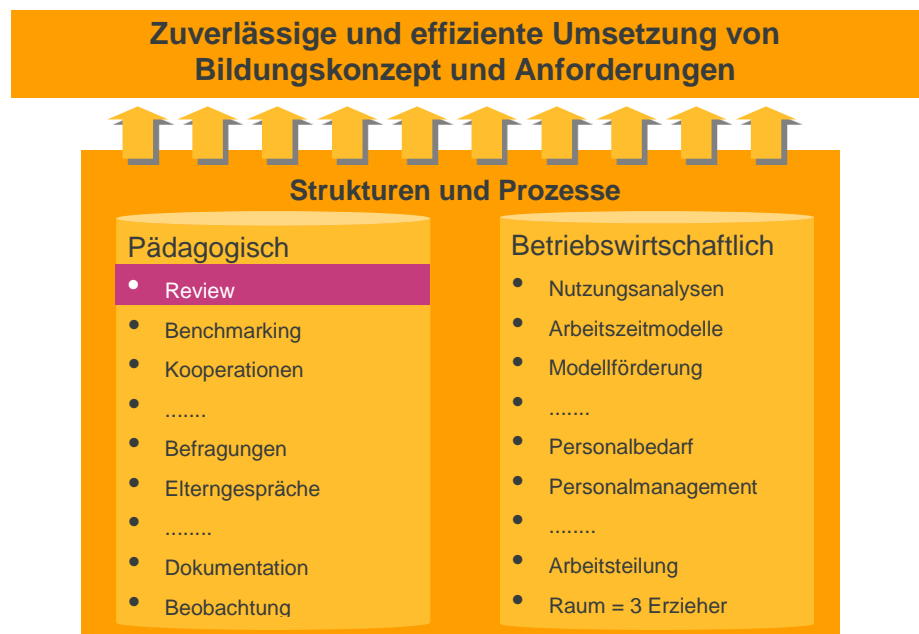 Zuverlässige und effiziente Umsetzung von
Bildungskonzept und Anforderungen
Strukturen und Prozesse
Pädagogisch
• Review
• Benchmarking
• Kooperationen
• .......
• Befragungen
• Elterngespräche
• ........
• Dokumentation
• Beobachtung
Betriebswirtschaftlich
• Nutzungsanalysen
• Arbeitszeitmodelle
• Modellförderung
• .......
• Personalbedarf
• Personalmanagement
• ........
• Arbeitsteilung
• Raum = 3 Erzieher